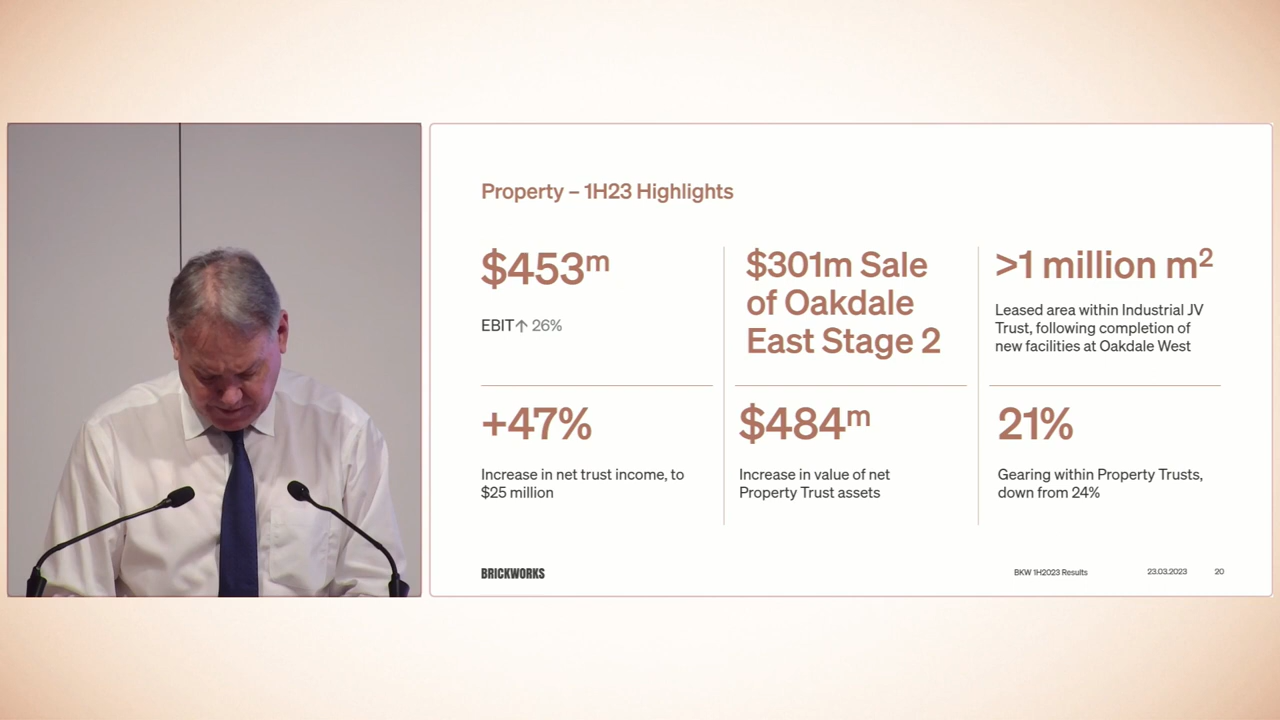 Property – 1H23 Highlights
$453m
EBIT↑ 26%
$301m Sale
of Oakdale
East Stage 2
>1 million m²
Leased area within Industrial JV
Trust, following completion of
new facilities at Oakdale West
+47%
Increase in net trust income, to
$25 million
$484m
Increase in value of net
Property Trust assets
21%
Gearing within Property Trusts,
down from 24%
BRICKWORKS
BKW 1H2023 Results
23.03.2023
20